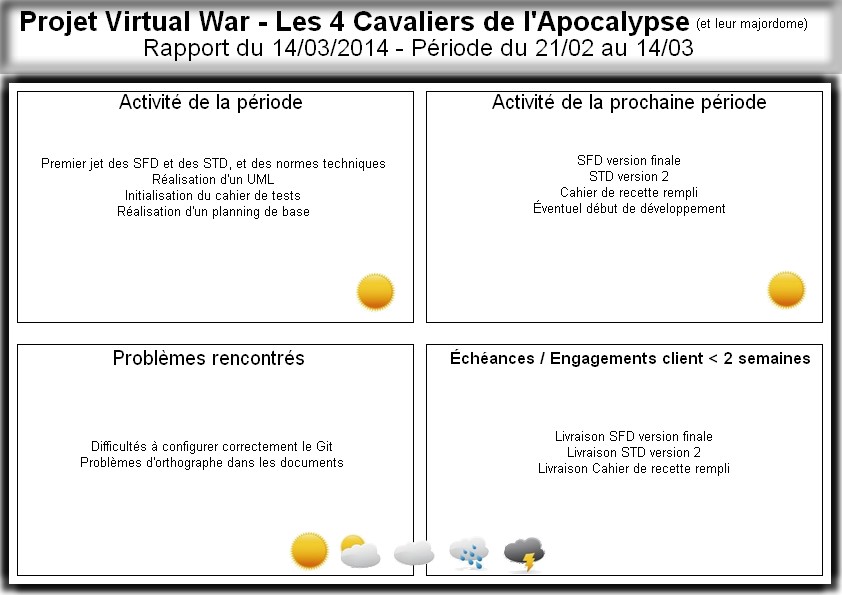 Projet Virtual War - Les 4 Cavaliers de l'Apocalypse (et leur majordome)
Rapport du 14/03/2014 - Période du 21/02 au 14/03
Activité de la période
Premier jet des SFD et des STD, et des normes techniques
Réalisation d'un UML
Initialisation du cahier de tests
Réalisation d'un planning de base
Activité de la prochaine période
SFD version finale
STD version 2
Cahier de recette rempli
Éventuel début de développement
Problèmes rencontrés
Difficultés à configurer correctement le Git
Problèmes d'orthographe dans les documents
Échéances / Engagements client < 2 semaines
Livraison SFD version finale
Livraison STD version 2
Livraison Cahier de recette rempli